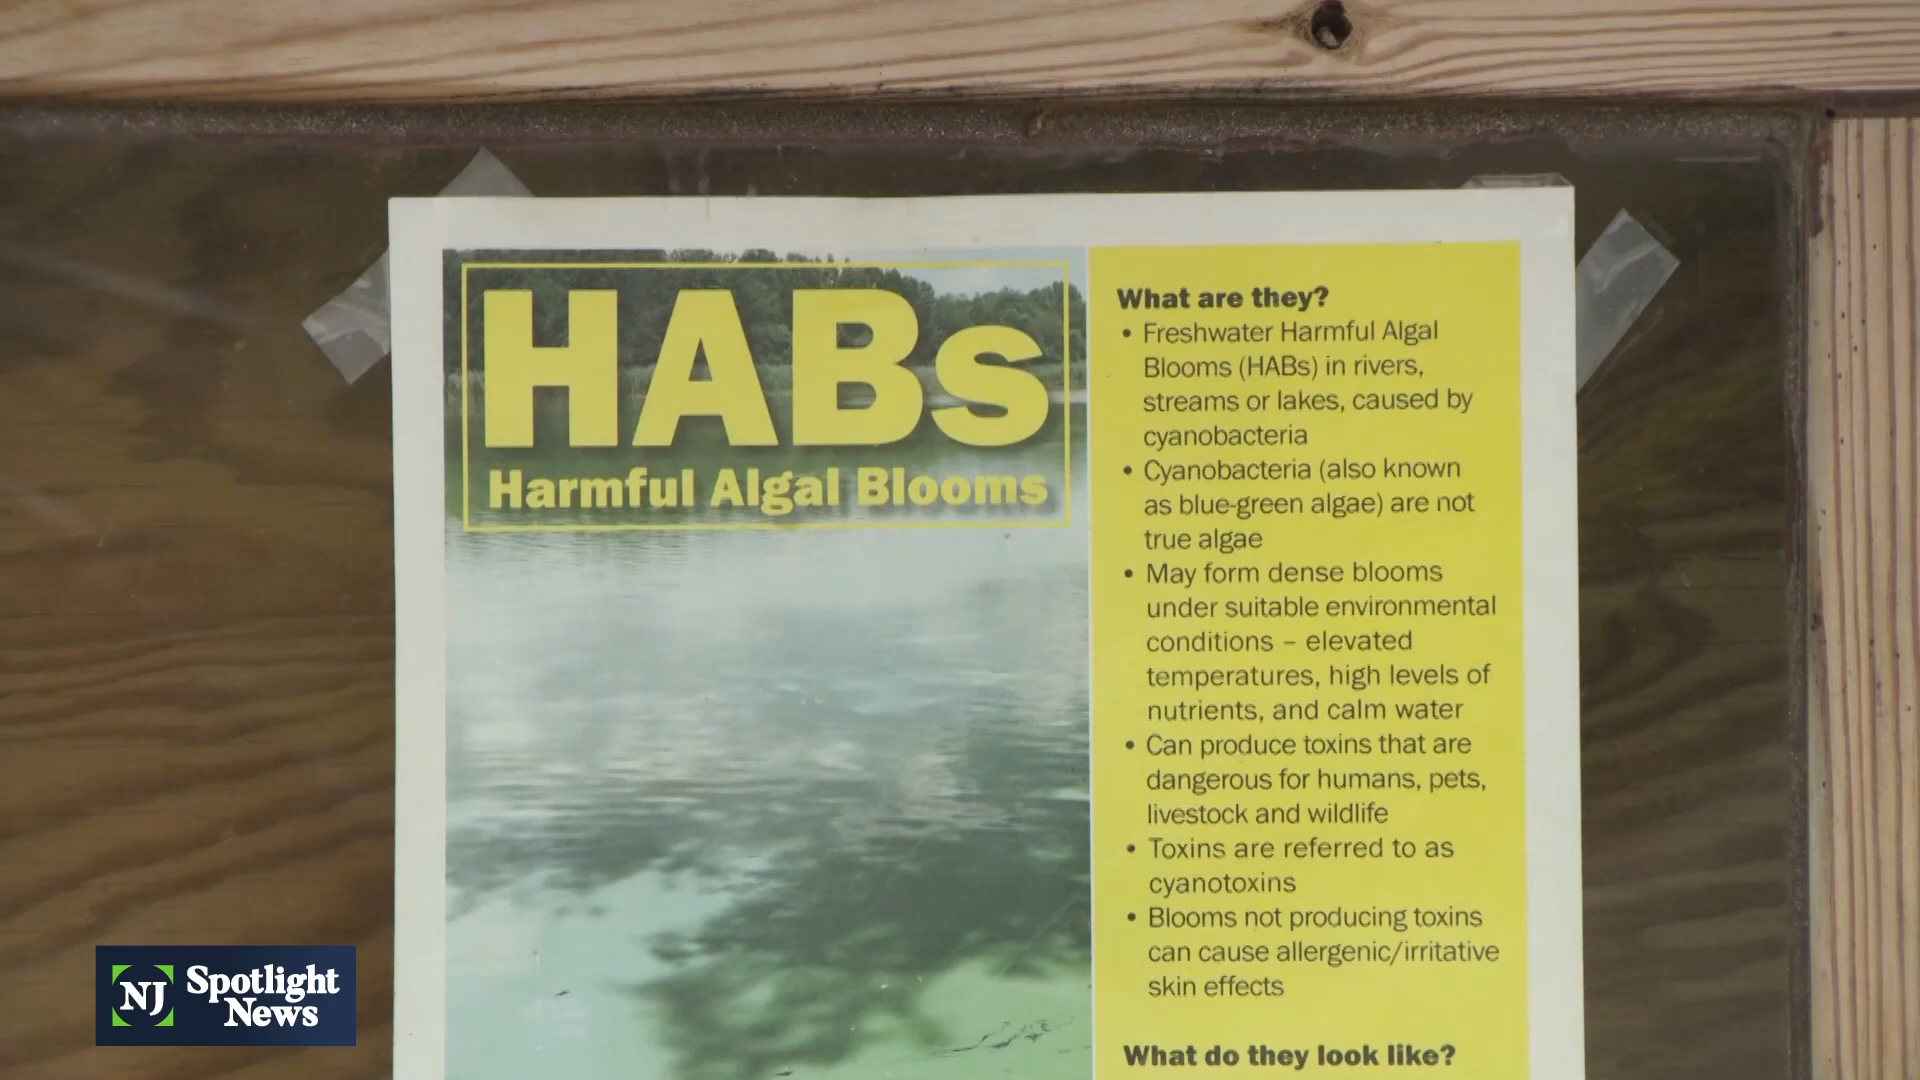 HABs
Harmful Algal Blooms
What are they?
• Freshwater Harmful Algal
Blooms (HABs) in rivers,
streams or lakes, caused by
cyanobacteria
• Cyanobacteria (also known
as blue-green algae) are not
true algae
• May form dense blooms
under suitable environmental
conditions – elevated
temperatures, high levels of
nutrients, and calm water
• Can produce toxins that are
dangerous for humans, pets,
livestock and wildlife
• Toxins are referred to as
cyanotoxins
• Blooms not producing toxins
can cause allergenic/irritative
skin effects
What do they look like?
NJ Spotlight
News